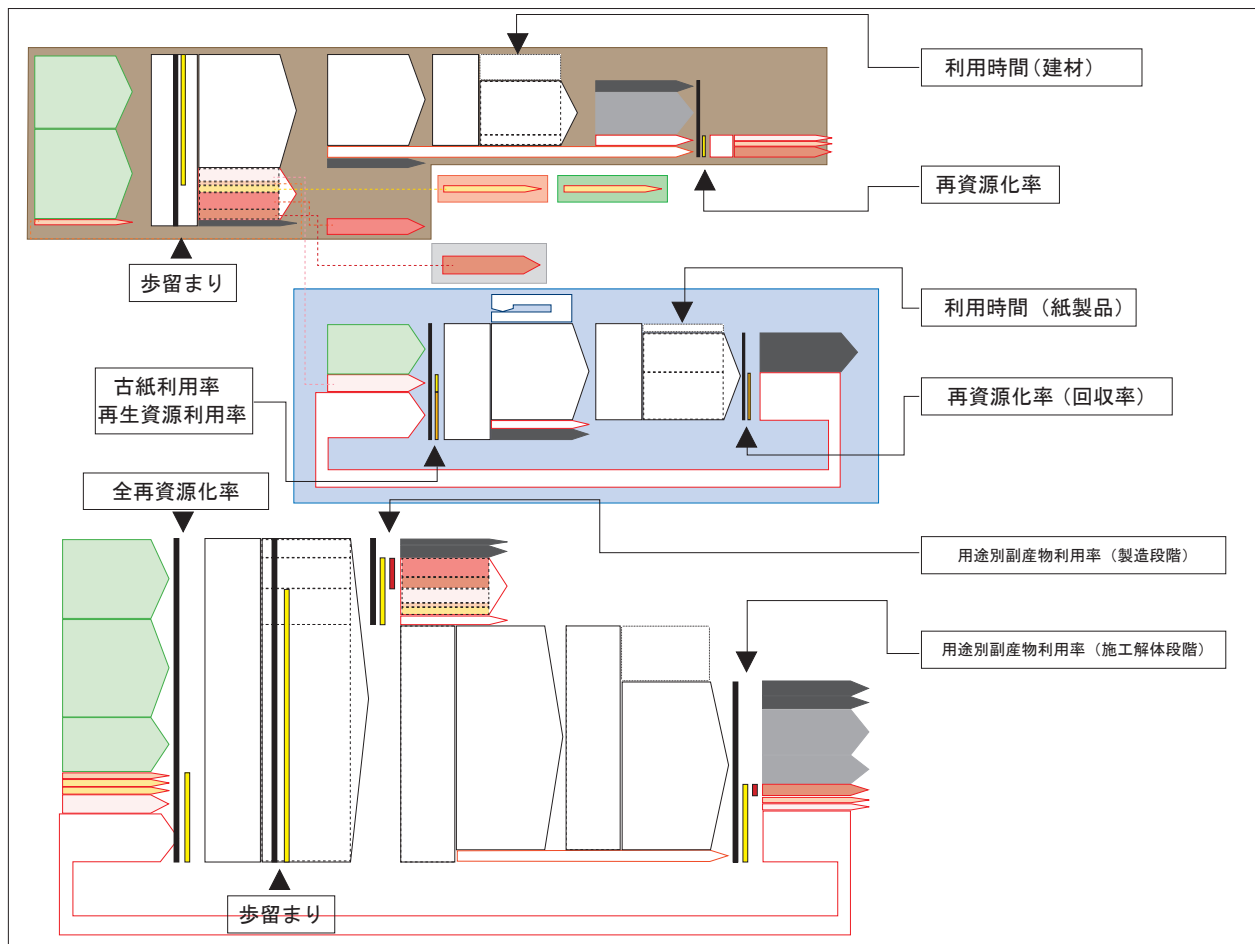 利用時間（建材）
再資源化率
歩留まり
利用時間（紙製品）
古紙利用率
再生資源利用率
再資源化率（回収率）
全再資源化率
用途別副産物利用率（製造段階）
用途別副産物利用率（施工解体段階）
歩留まり